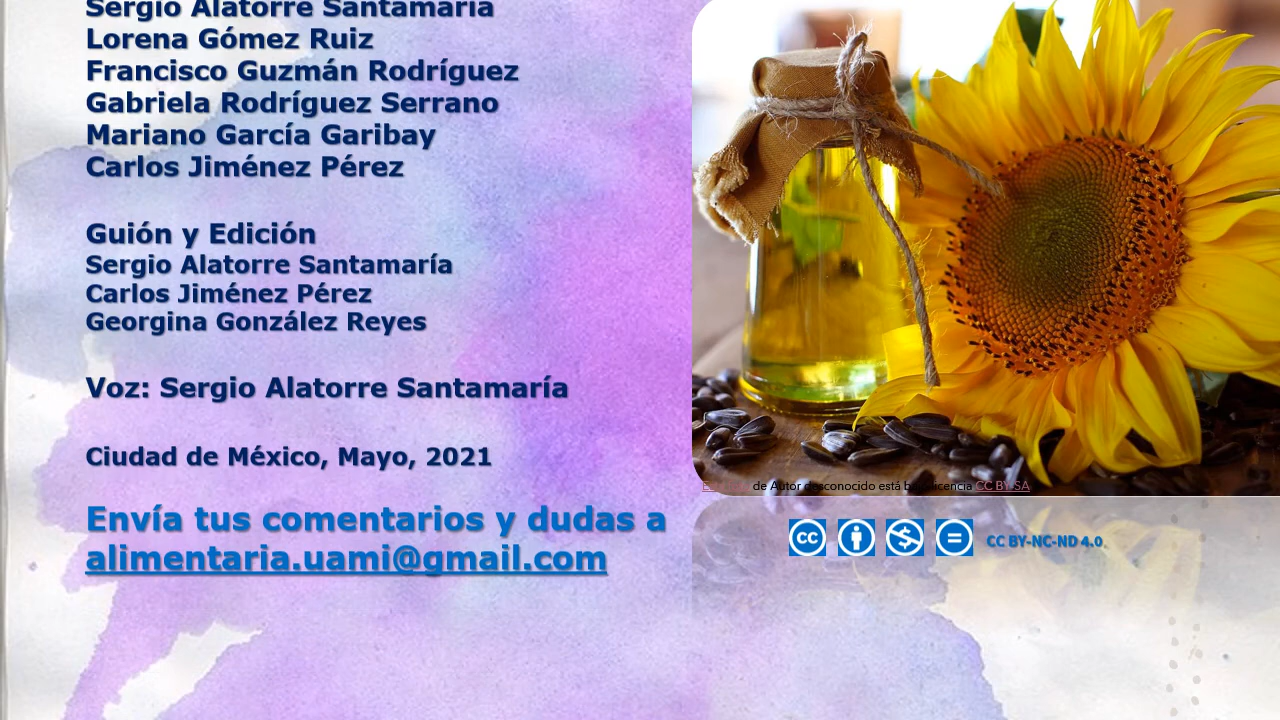 Sergio Alatorre Santamaría
Lorena Gómez Ruiz
Francisco Guzmán Rodríguez
Gabriela Rodríguez Serrano
Mariano García Garibay
Carlos Jiménez Pérez
Guión y Edición
Sergio Alatorre Santamaría
Carlos Jiménez Pérez
Georgina González Reyes
Voz: Sergio Alatorre Santamaría
Ciudad de México, Mayo, 2021
Envía tus comentarios y dudas a
alimentaria.uami@gmail.com
de Autor desconocido está licencia CC BY-SA
CC BY-NC-ND 4.0